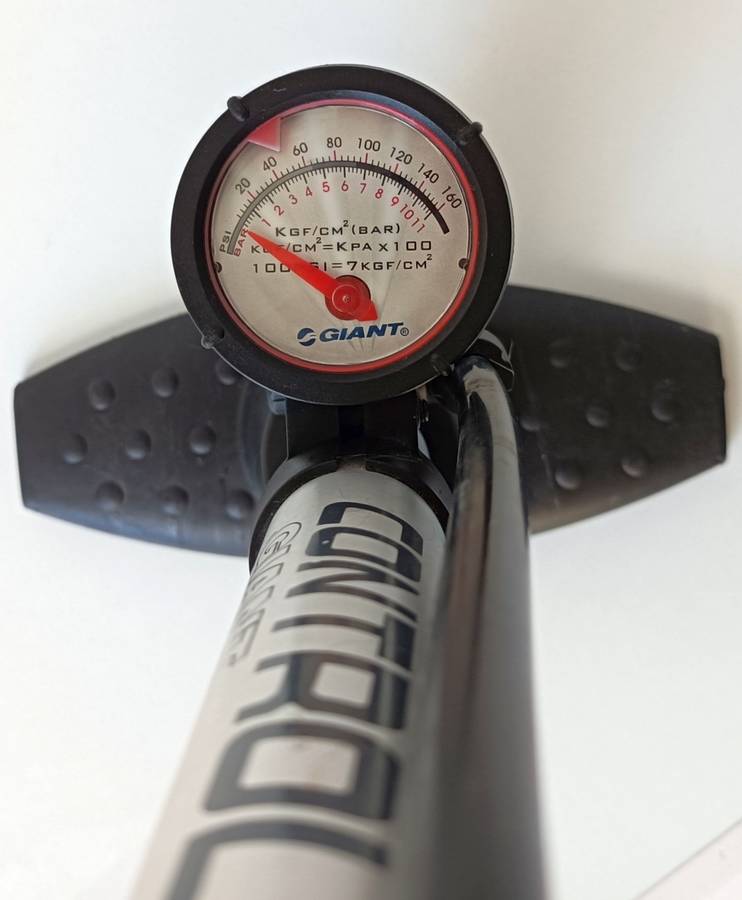 20 40 60 80 100 120 140 160
PSI
BAR 1 2 3 4 5 6 7 8 9 10 11
KGF/CM² (BAR)
KGF/CM²=KPA X 100
100PSI=7KGF/CM²
GIANT®
CONTROL
GIANT